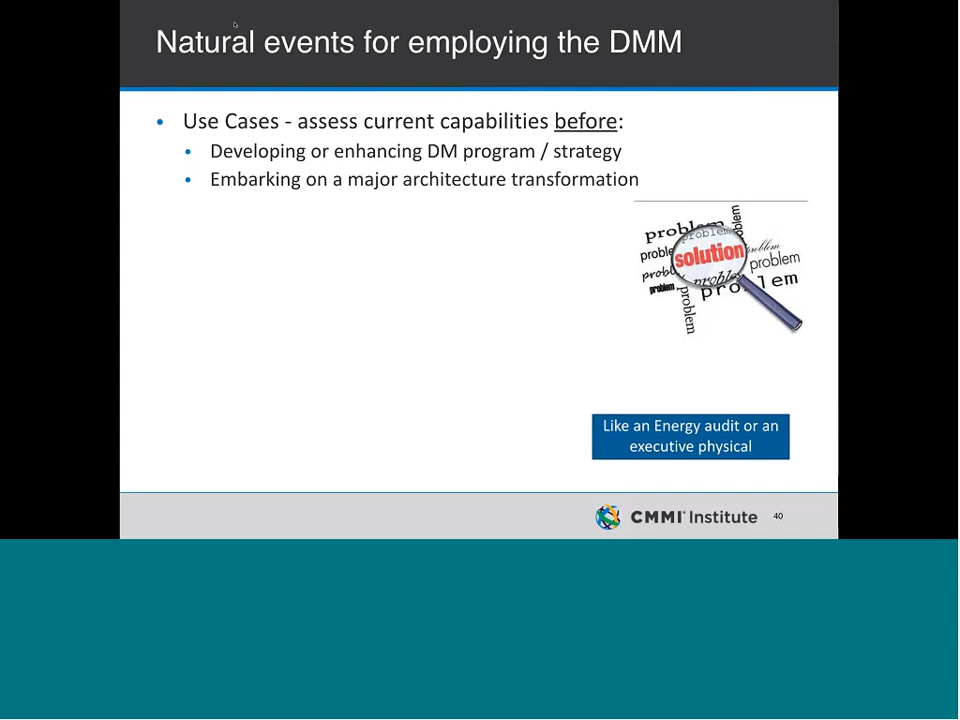 Natural events for employing the DMM
• Use Cases - assess current capabilities before:
• Developing or enhancing DM program / strategy
• Embarking on a major architecture transformation
problem
problem
problem
solution
problem
problem
problem
problem
problem
Like an Energy audit or an
executive physical
CMMI Institute
40